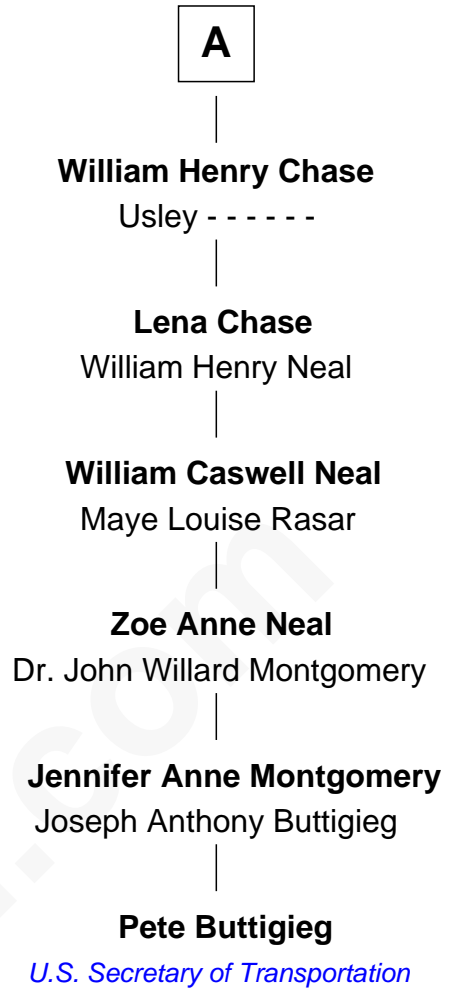 A
William Henry Chase
Usley - - - - - -
Lena Chase
William Henry Neal
William Caswell Neal
Maye Louise Rasar
Zoe Anne Neal
Dr. John Willard Montgomery
Jennifer Anne Montgomery
Joseph Anthony Buttigieg
Pete Buttigieg
U.S. Secretary of Transportation
.com